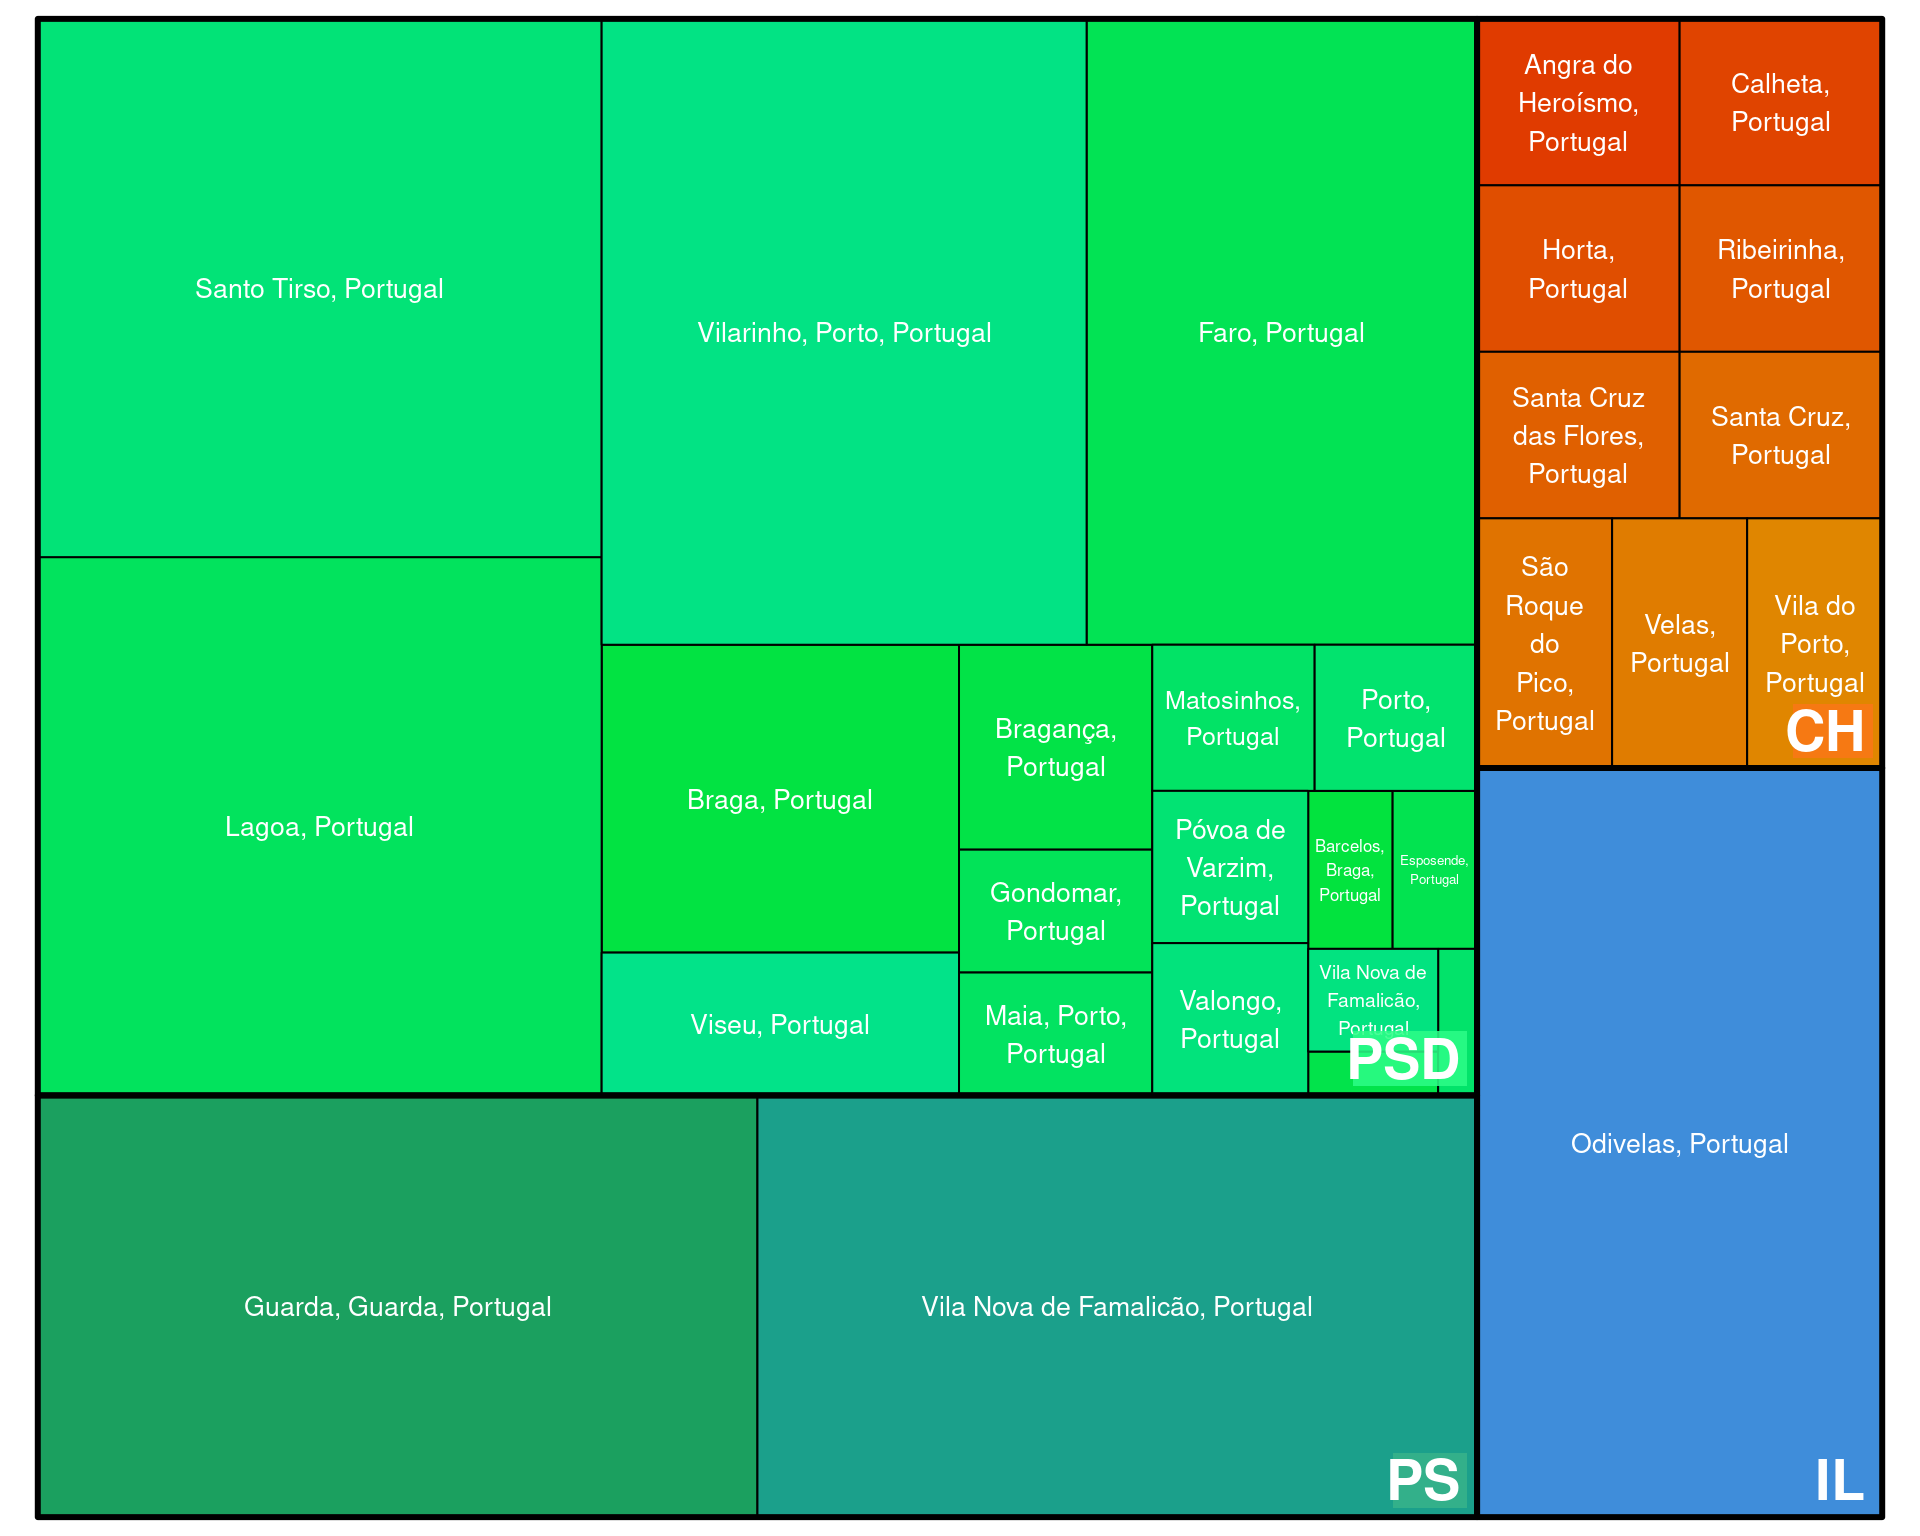 Santo Tirso, Portugal
Lagoa, Portugal
Vilarinho, Porto, Portugal
Faro, Portugal
Braga, Portugal
Viseu, Portugal
Bragança,
Portugal
Gondomar,
Portugal
Maia, Porto,
Portugal
Matosinhos,
Portugal
Porto,
Portugal
Póvoa de
Varzim,
Portugal
Valongo,
Portugal
Barcelos,
Braga,
Portugal
Esposende,
Portugal
Vila Nova de
Famalicão,
Portugal
PSD
Guarda, Guarda, Portugal
Vila Nova de Famalicão, Portugal
PS
Angra do
Heroísmo,
Portugal
Calheta,
Portugal
Horta,
Portugal
Ribeirinha,
Portugal
Santa Cruz
das Flores,
Portugal
Santa Cruz,
Portugal
São
Roque
do
Pico,
Portugal
Velas,
Portugal
Vila do
Porto,
Portugal
CH
Odivelas, Portugal
IL